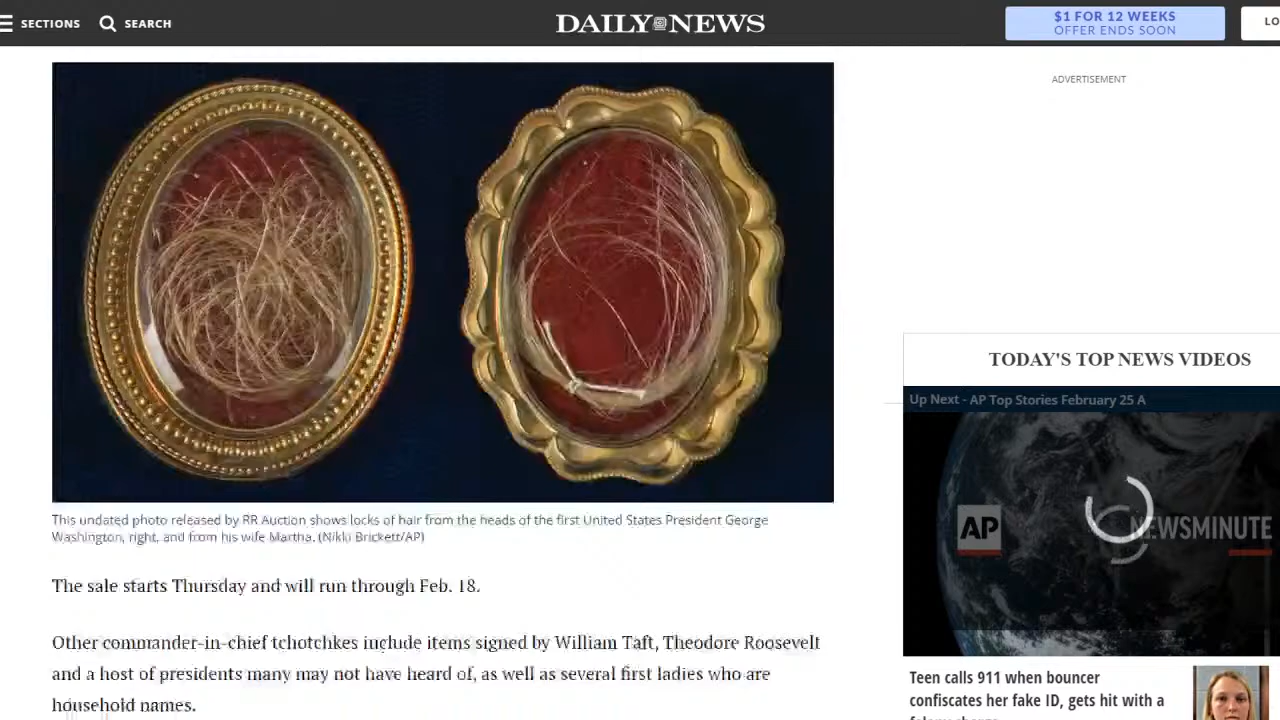 SECTIONS
SEARCH
DAILY NEWS
$1 FOR 12 WEEKS
OFFER ENDS SOON
LO
ADVERTISEMENT
This undated photo released by RR Auction shows locks of hair from the heads of the first United States President George
Washington, right, and from his wife Martha. (Nikki Brickett/AP)
The sale starts Thursday and will run through Feb. 18.
Other commander-in-chief tchotchkes include items signed by William Taft, Theodore Roosevelt
and a host of presidents many may not have heard of, as well as several first ladies who are
household names.
TODAY'S TOP NEWS VIDEOS
Up Next - AP Top Stories February 25 A
AP NEWSMINUTE
Teen calls 911 when bouncer
confiscates her fake ID, gets hit with a